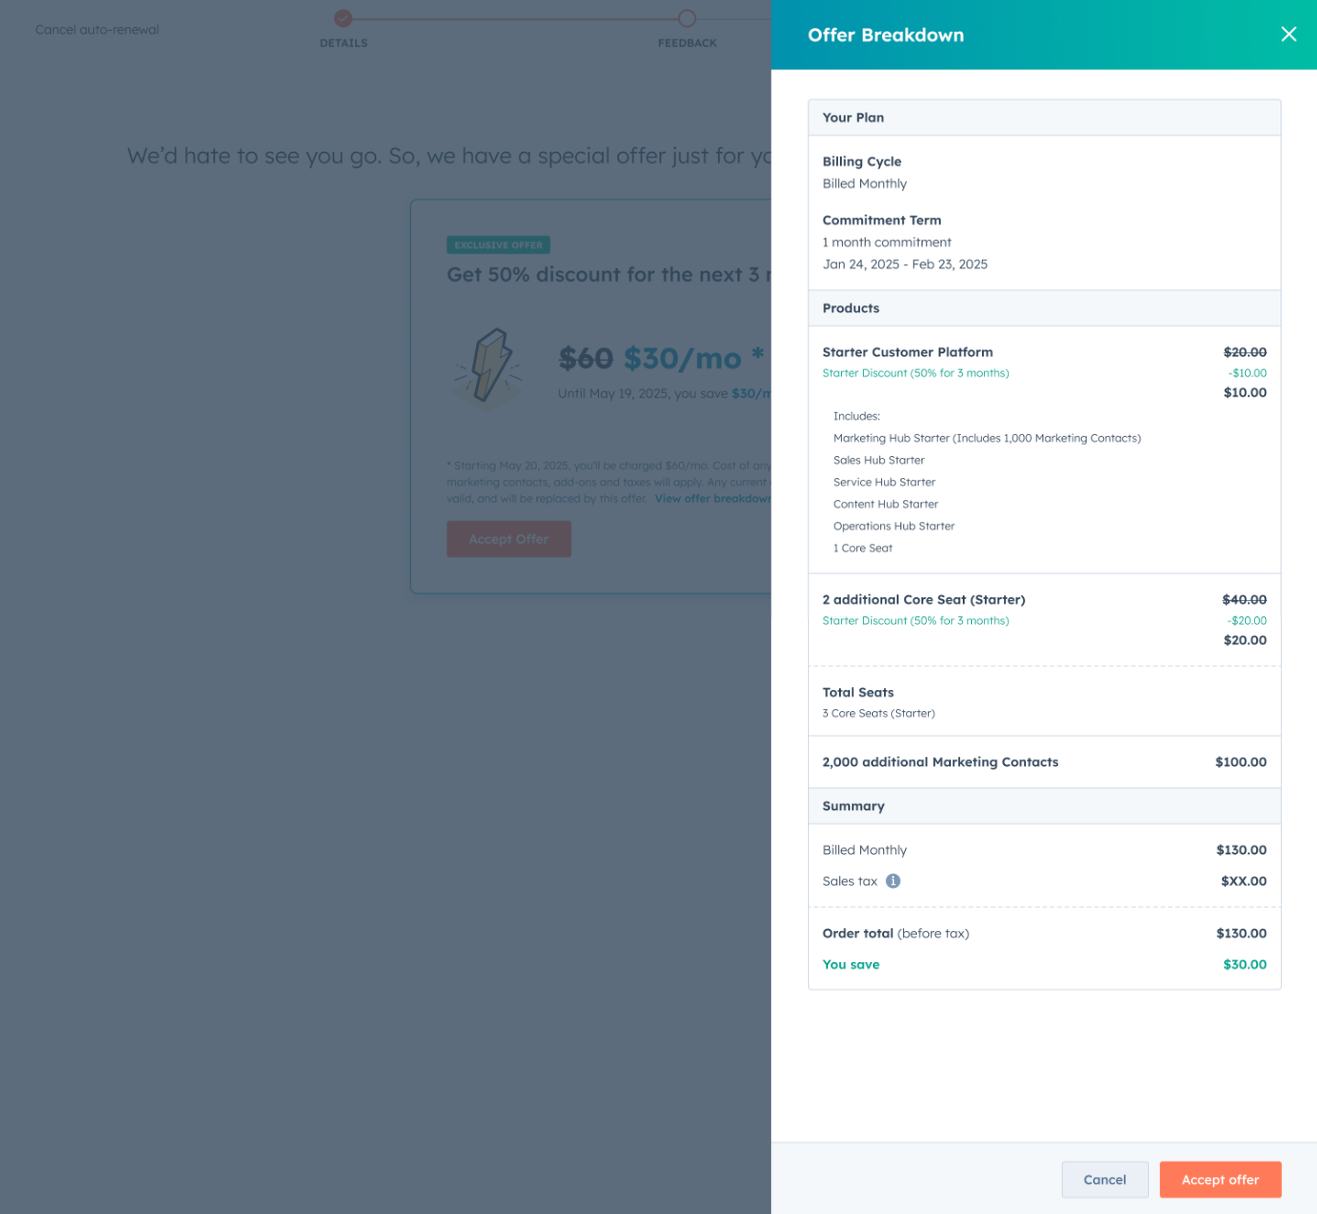 Cancel auto-renewal
DETAILS
FEEDBACK
We'd hate to see you go. So, we have a special offer just for yo
EXCLUSIVE OFFER
Get 50% discount for the next 3
$60 $30/mo *
Until May 19, 2025, you save $30/m
* Starting May 20, 2025, you'll be charged $60/mo. Cost of any
marketing contacts, add-ons and taxes will apply. Any current
valid, and will be replaced by this offer. View offer breakdown
Accept Offer
Offer Breakdown
Your Plan
Billing Cycle
Billed Monthly
Commitment Term
1 month commitment
Jan 24, 2025 - Feb 23, 2025
Products
Starter Customer Platform $20.00
Starter Discount (50% for 3 months) -$10.00
$10.00
Includes:
Marketing Hub Starter (Includes 1,000 Marketing Contacts)
Sales Hub Starter
Service Hub Starter
Content Hub Starter
Operations Hub Starter
1 Core Seat
2 additional Core Seat (Starter) $40.00
Starter Discount (50% for 3 months) -$20.00
$20.00
Total Seats
3 Core Seats (Starter)
2,000 additional Marketing Contacts $100.00
Summary
Billed Monthly $130.00
Sales tax $XX.00
Order total (before tax) $130.00
You save $30.00
Cancel
Accept offer